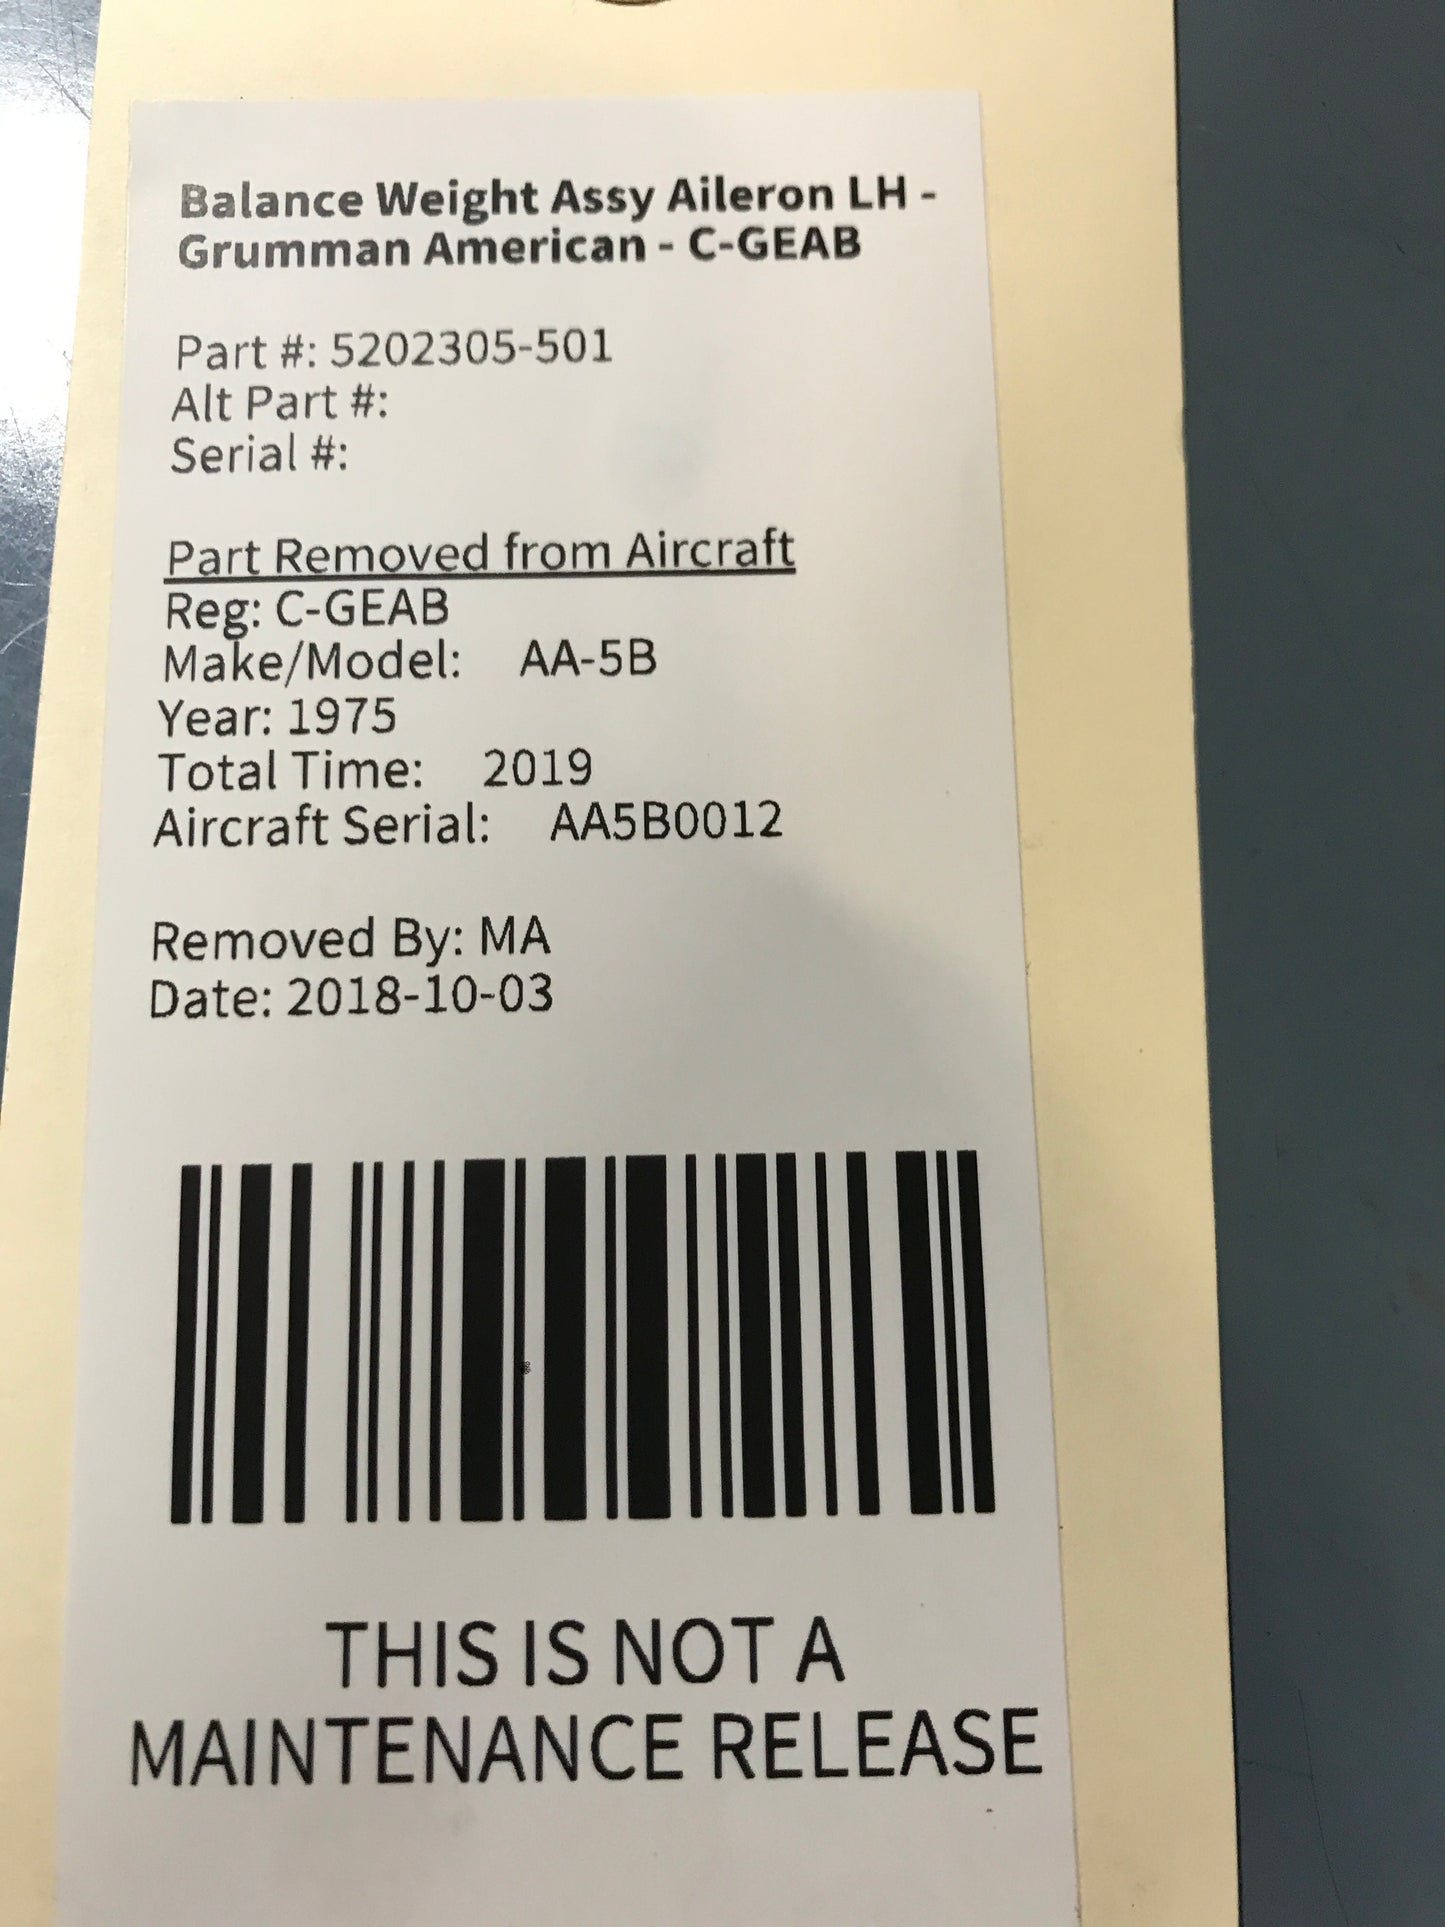 Balance Weight Assy Aileron LH -
Grumman American - C-GEAB
Part #: 5202305-501
Alt Part #:
Serial #:
Part Removed from Aircraft
Reg: C-GEAB
Make/Model: AA-5B
Year: 1975
Total Time: 2019
Aircraft Serial: AA5B0012
Removed By: MA
Date: 2018-10-03
THIS IS NOT A
MAINTENANCE RELEASE